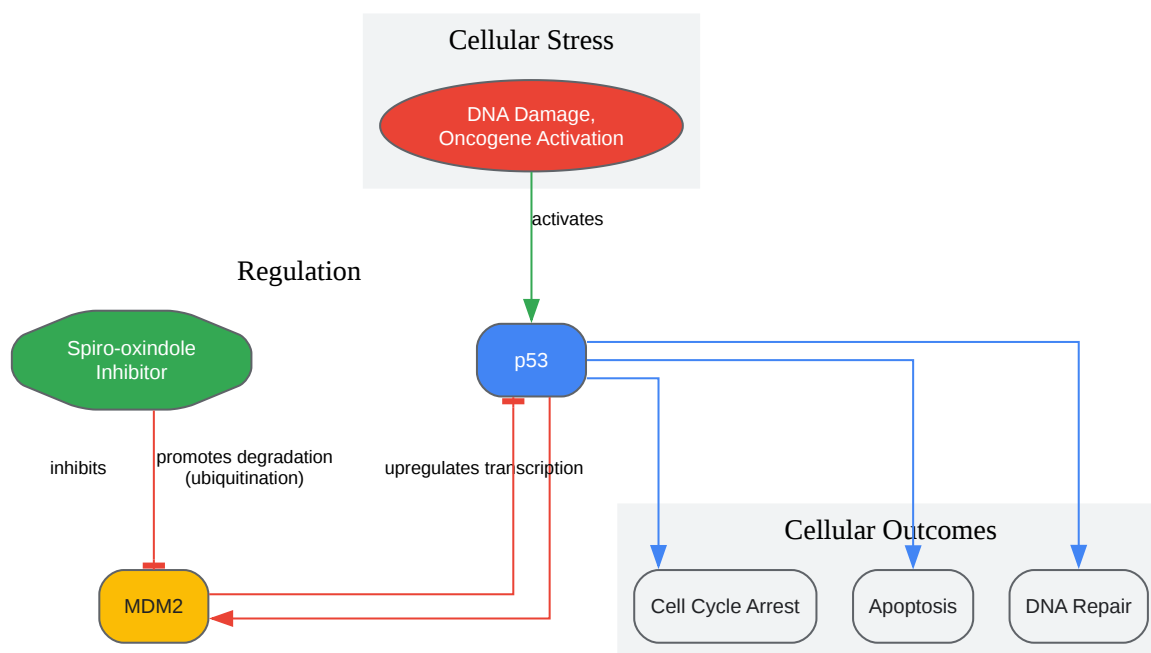 Cellular Stress
DNA Damage,
Oncogene Activation
activates
Regulation
Spiro-oxindole
Inhibitor
p53
inhibits
promotes degradation
(ubiquitination)
upregulates transcription
Cellular Outcomes
MDM2
Cell Cycle Arrest
Apoptosis
DNA Repair